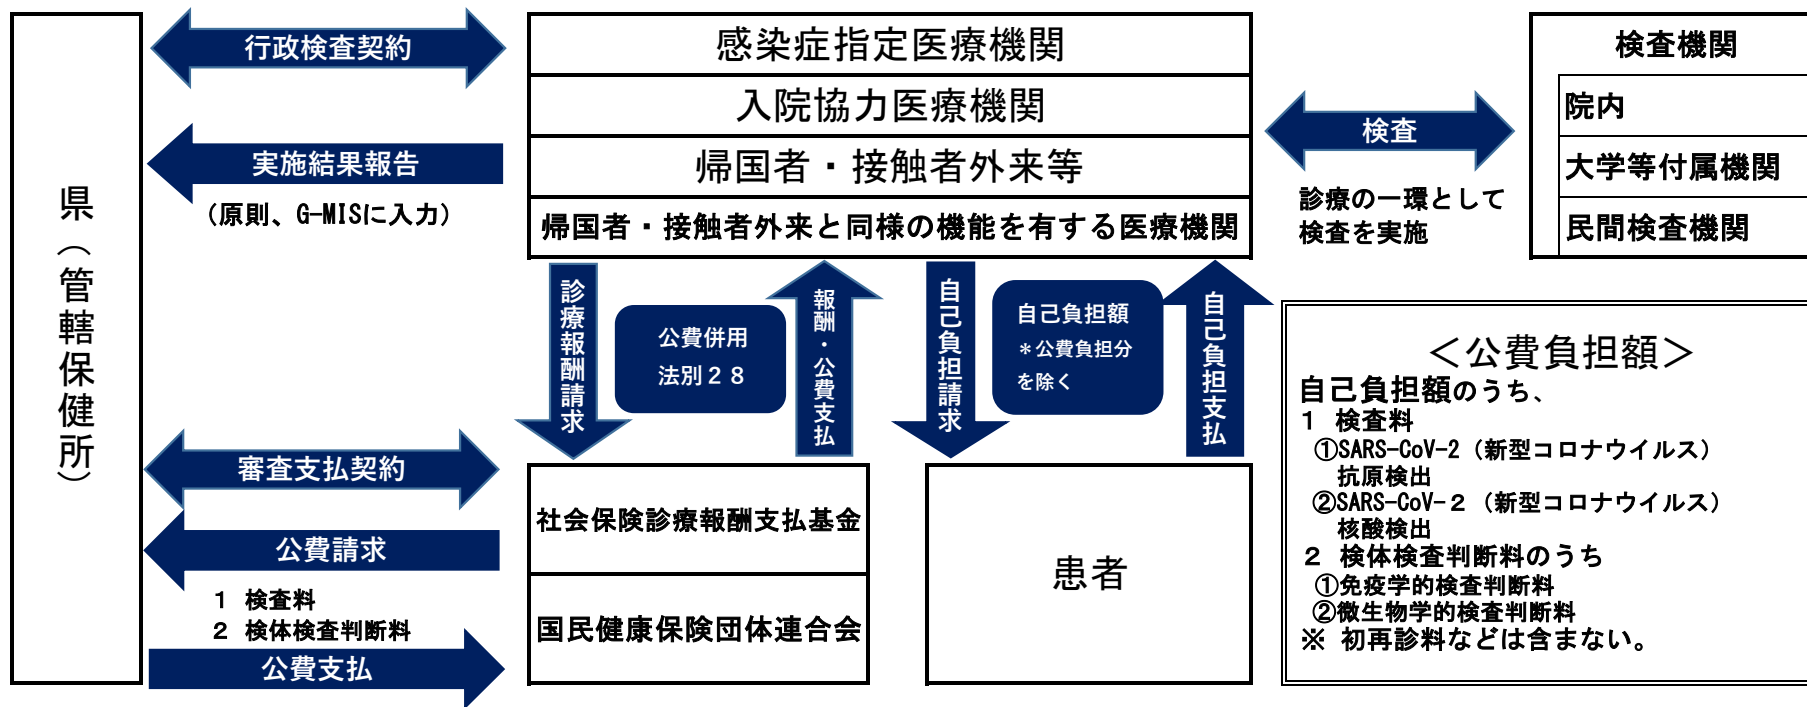 県（管轄保健所）
行政検査契約
実施結果報告
（原則、G-MISに入力）
感染症指定医療機関
入院協力医療機関
帰国者・接触者外来等
帰国者・接触者外来と同様の機能を有する医療機関
検査
診療の一環として
検査を実施
検査機関
院内
大学等付属機関
民間検査機関
診療報酬請求
公費併用
法別２８
報酬・公費支払
自己負担請求
自己負担額
＊公費負担分
を除く
自己負担支払
審査支払契約
公費請求
１ 検査料
２ 検体検査判断料
公費支払
社会保険診療報酬支払基金
国民健康保険団体連合会
患者
＜公費負担額＞
自己負担額のうち、
１ 検査料
①SARS-CoV-2（新型コロナウイルス）
抗原検出
②SARS-CoV-２（新型コロナウイルス）
核酸検出
２ 検体検査判断料のうち
①免疫学的検査判断料
②微生物学的検査判断料
※ 初再診料などは含まない。